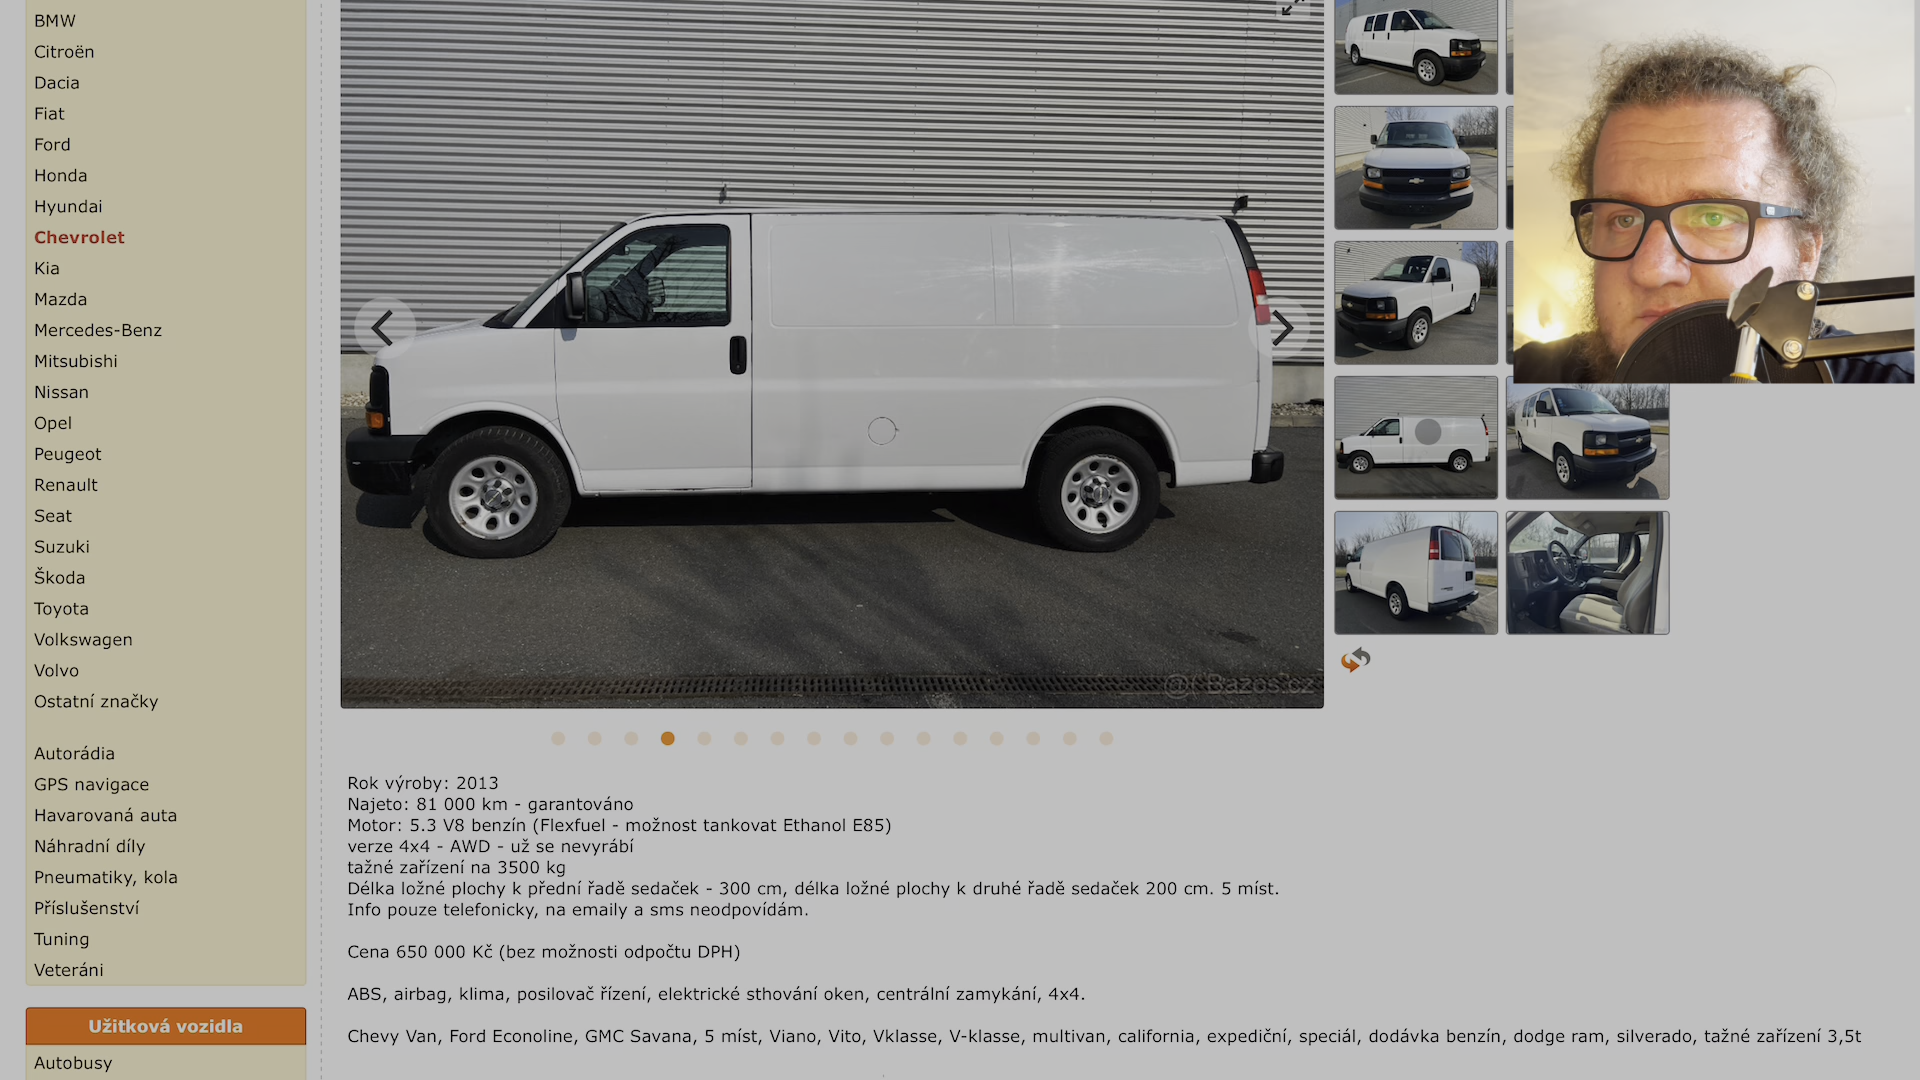 BMW
Citroën
Dacia
Fiat
Ford
Honda
Hyundai
Chevrolet
Kia
Mazda
Mercedes-Benz
Mitsubishi
Nissan
Opel
Peugeot
Renault
Seat
Suzuki
Škoda
Toyota
Volkswagen
Volvo
Ostatní značky
Autorádia
GPS navigace
Havarovaná auta
Náhradní díly
Pneumatiky, kola
Příslušenství
Tuning
Veteráni
Užitková vozidla
Autobusy
Bazos.cz
Rok výroby: 2013
Najeto: 81 000 km - garantováno
Motor: 5.3 V8 benzín (Flexfuel - možnost tankovat Ethanol E85)
verze 4x4 - AWD - už se nevyrábí
tažné zařízení na 3500 kg
Délka ložné plochy k přední řadě sedaček - 300 cm, délka ložné plochy k druhé řadě sedaček 200 cm. 5 míst.
Info pouze telefonicky, na emaily a sms neodpovídám.
Cena 650 000 Kč (bez možnosti odpočtu DPH)
ABS, airbag, klima, posilovač řízení, elektrické sthování oken, centrální zamykání, 4x4.
Chevy Van, Ford Econoline, GMC Savana, 5 míst, Viano, Vito, Vklasse, V-klasse, multivan, california, expediční, speciál, dodávka benzín, dodge ram, silverado, tažné zařízení 3,5t